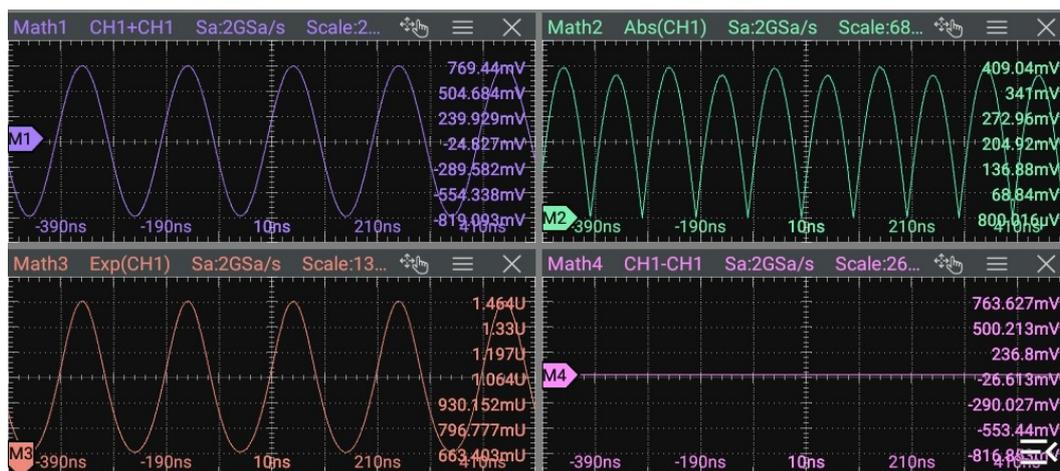 Math1 CH1+CH1 Sa:2GSa/s Scale:2...
769.44mV
504.684mV
239.929mV
M1
-24.827mV
-289.582mV
-554.338mV
-819.093mV
-390ns -190ns 10ns 210ns 410ns
Math2 Abs(CH1) Sa:2GSa/s Scale:68...
409.04mV
341mV
272.96mV
204.92mV
136.88mV
68.84mV
M2 800.016µV
-390ns -190ns 10ns 210ns 410ns
Math3 Exp(CH1) Sa:2GSa/s Scale:13...
1.464U
1.33U
1.197U
1.064U
930.152mU
796.777mU
M3 663.403mU
-390ns -190ns 10ns 210ns 410ns
Math4 CH1-CH1 Sa:2GSa/s Scale:26...
763.627mV
500.213mV
236.8mV
M4
-26.613mV
-290.027mV
-553.44mV
-390ns -190ns 10ns 210ns